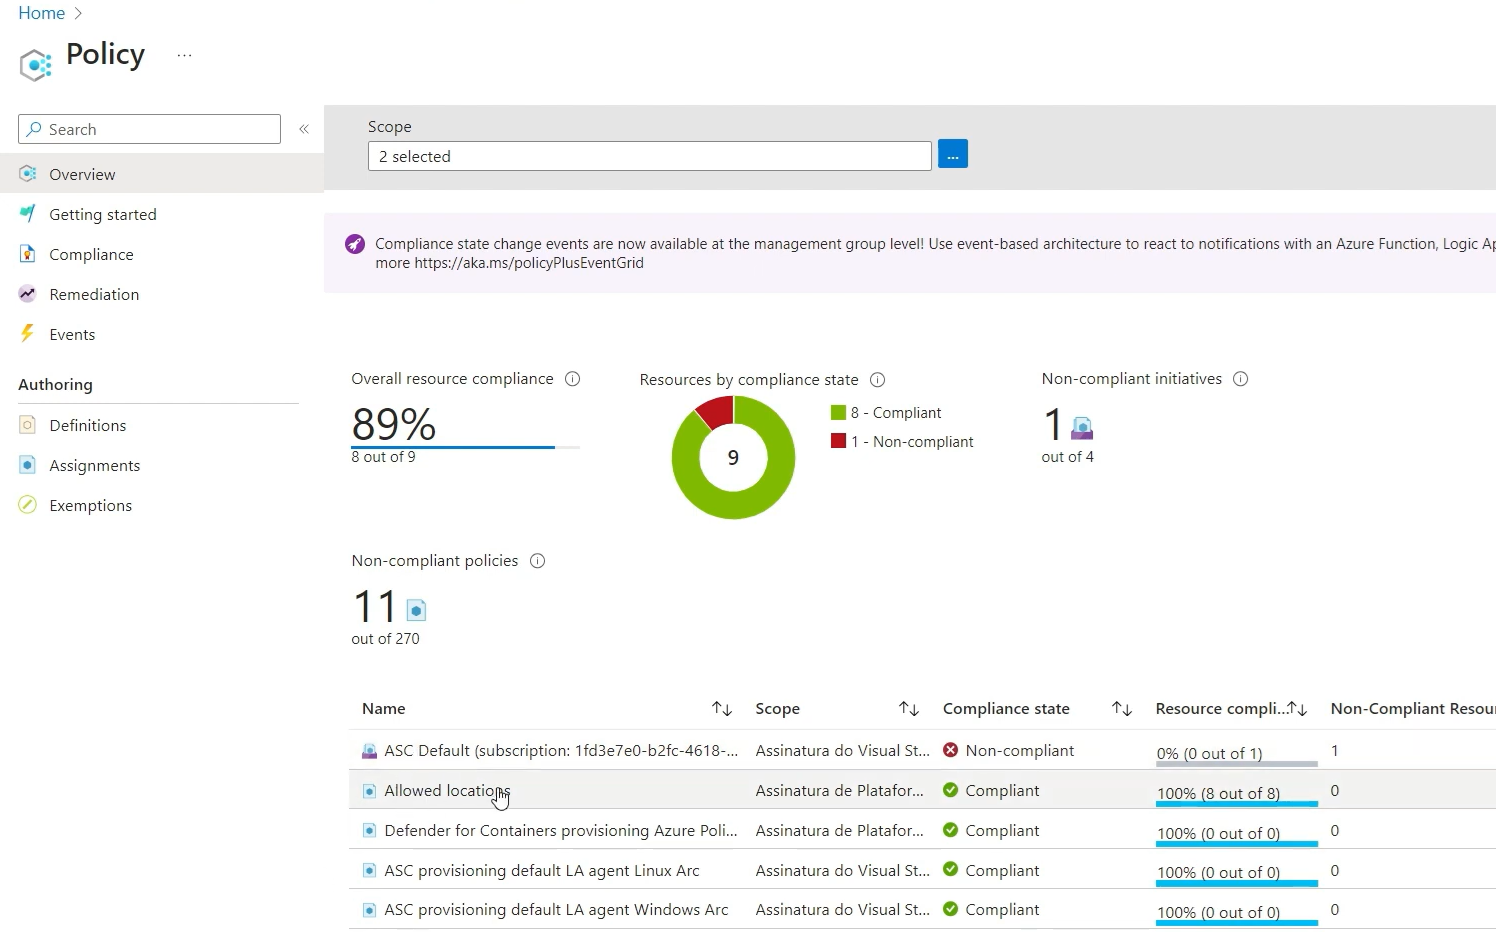 Home
Policy ...
Search
«
Overview
Getting started
Compliance
Remediation
Events
Authoring
Definitions
Assignments
Exemptions
Scope
2 selected
...
Compliance state change events are now available at the management group level! Use event-based architecture to react to notifications with an Azure Function, Logic Ap
more https://aka.ms/policyPlusEventGrid
Overall resource compliance
89%
8 out of 9
Resources by compliance state
9
8 - Compliant
1 - Non-compliant
Non-compliant initiatives
1
out of 4
Non-compliant policies
11
out of 270
Name Scope Compliance state Resource compli... Non-Compliant Resour
ASC Default (subscription: 1fd3e7e0-b2fc-4618-... Assinatura do Visual St... Non-compliant 0% (0 out of 1) 1
Allowed locations Assinatura de Platafor... Compliant 100% (8 out of 8) 0
Defender for Containers provisioning Azure Poli... Assinatura de Platafor... Compliant 100% (0 out of 0) 0
ASC provisioning default LA agent Linux Arc Assinatura do Visual St... Compliant 100% (0 out of 0) 0
ASC provisioning default LA agent Windows Arc Assinatura do Visual St... Compliant 100% (0 out of 0) 0